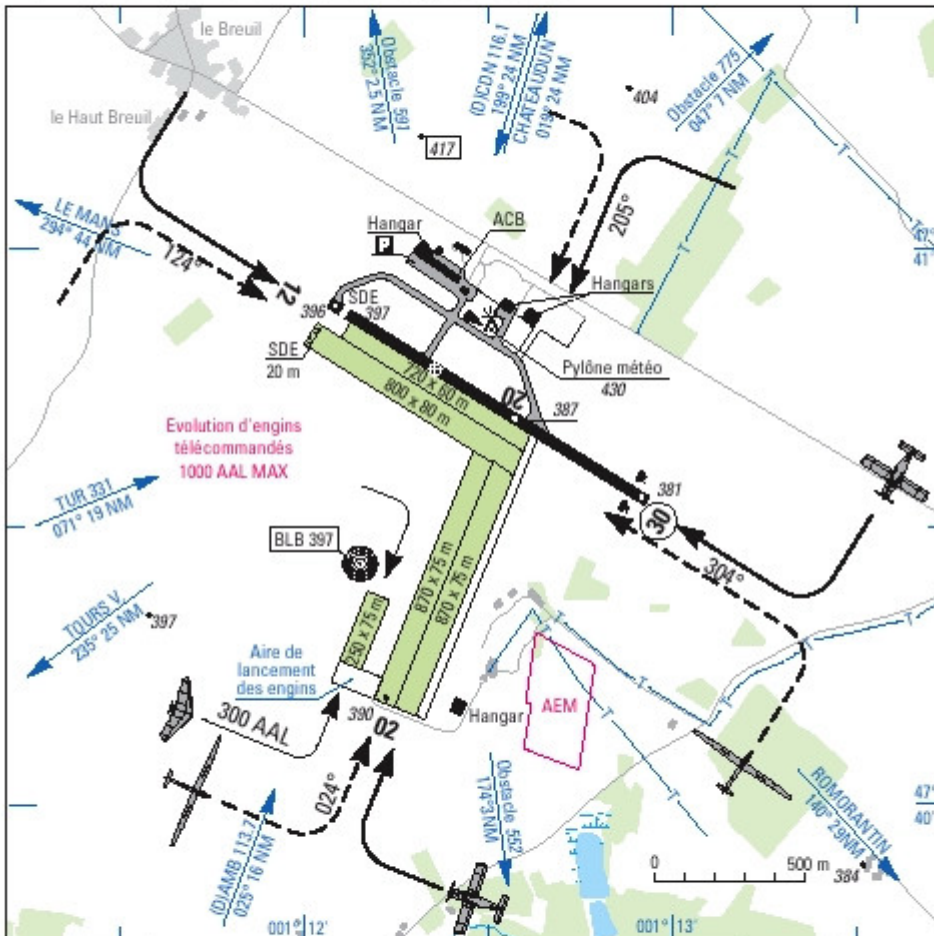 le Breuil
le Haut Breuil
Obstacle 591
352° 2.5 NM
417
(D)CDN 116.1
199° 24 NM
CHATEAUDUN
019° 24 NM
404
Obstacle 775
047° 7 NM
LE MANS
294° 44 NM
124°
12
Hangar
P
ACB
205°
Hangars
41'
SDE
396
397
SDE
20 m
720 x 60 m
800 x 80 m
20
387
Pylône météo
430
Evolution d'engins
télécommandés
1000 AAL MAX
TUR 331
071° 19 NM
381
30
304°
BLB 397
870 x 75 m
870 x 75 m
250 x 75 m
TOURS V.
235° 25 NM
397
Aire de
lancement
des engins
390
02
Hangar
AEM
300 AAL
024°
(D)AMB 113.7
025° 16 NM
Obstacle 552
174° 3 NM
ROMORANTIN
140° 29NM
384
0
500 m
47°
40'
001° 12'
001° 13'
T
T
T
T
T
T
T
T
T